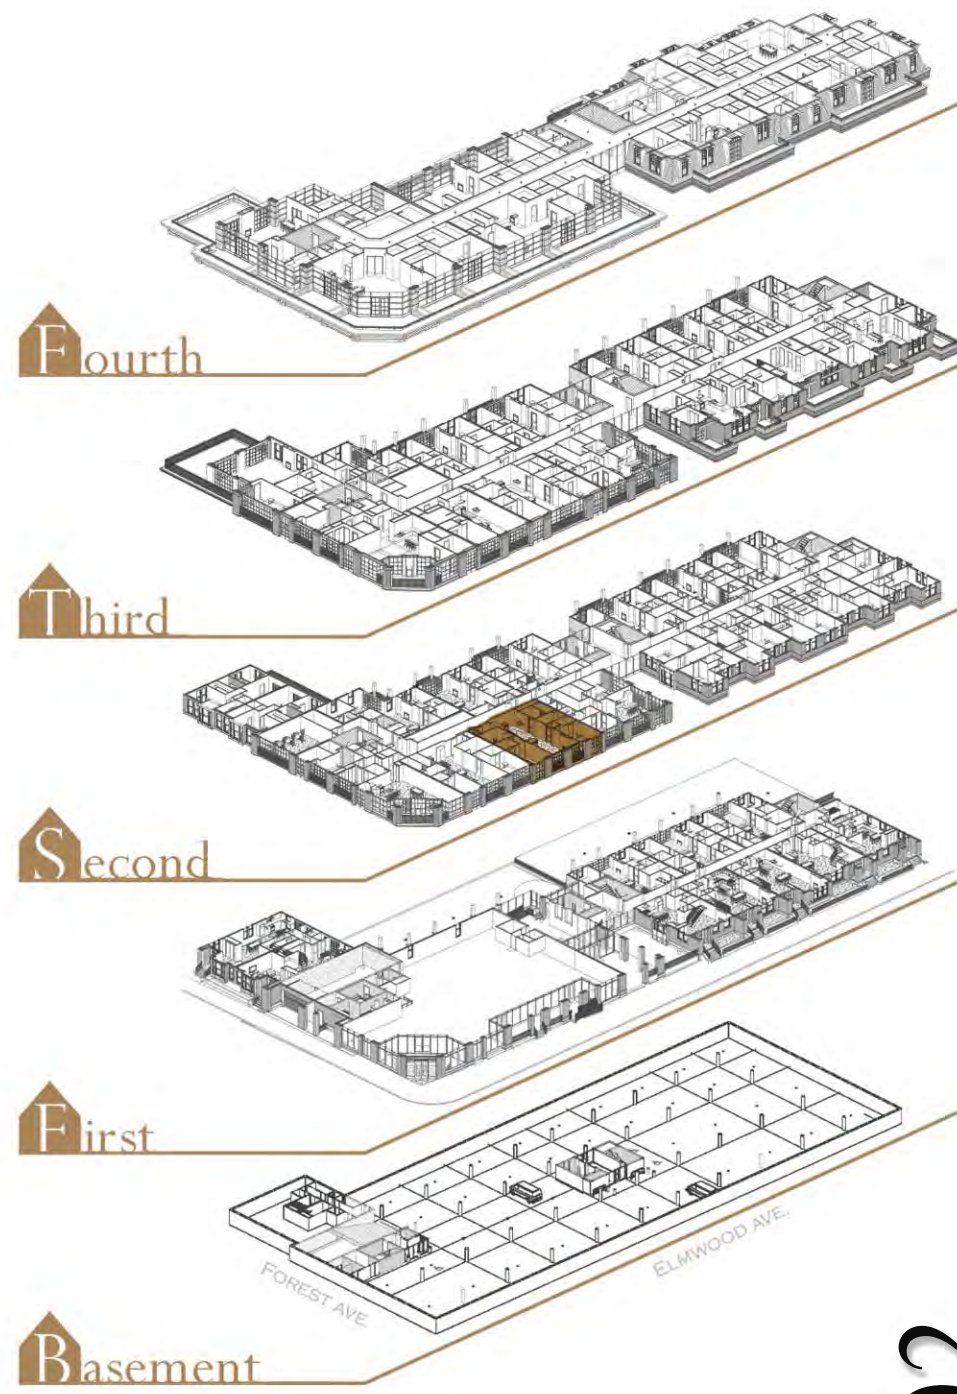 Fourth
Third
Second
First
FOREST AVE.
ELMWOOD AVE.
Basement